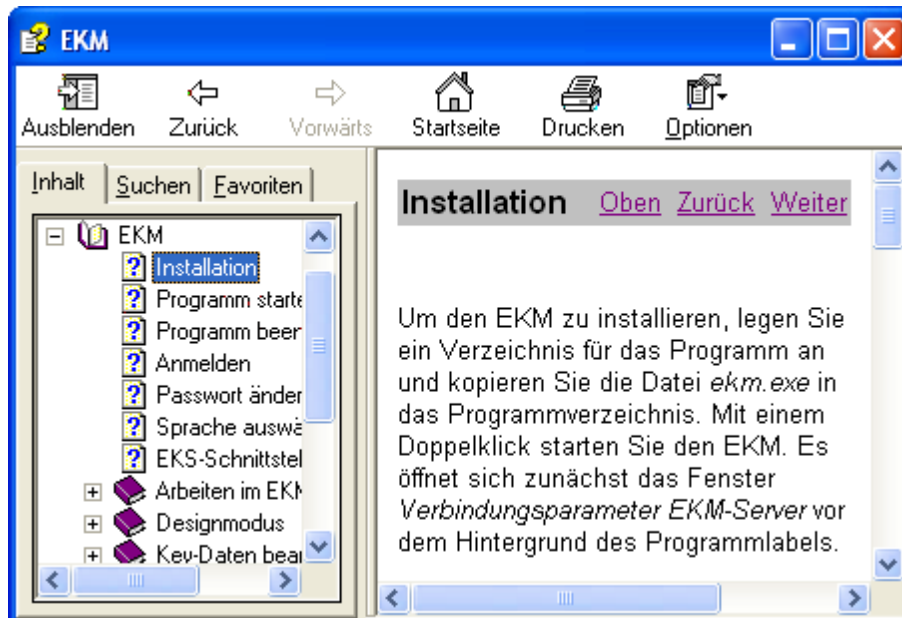 EKM
Ausblenden Zurück Vorwärts Startseite Drucken Optionen
Inhalt Suchen Favoriten
EKM
Installation
Programm starte
Programm beer
Anmelden
Passwort änder
Sprache auswä
EKS-Schnittstel
Arbeiten im EKM
Designmodus
Key-Daten bear
Installation Oben Zurück Weiter
Um den EKM zu installieren, legen Sie
ein Verzeichnis für das Programm an
und kopieren Sie die Datei ekm.exe in
das Programmverzeichnis. Mit einem
Doppelklick starten Sie den EKM. Es
öffnet sich zunächst das Fenster
Verbindungsparameter EKM-Server vor
dem Hintergrund des Programmlabels.